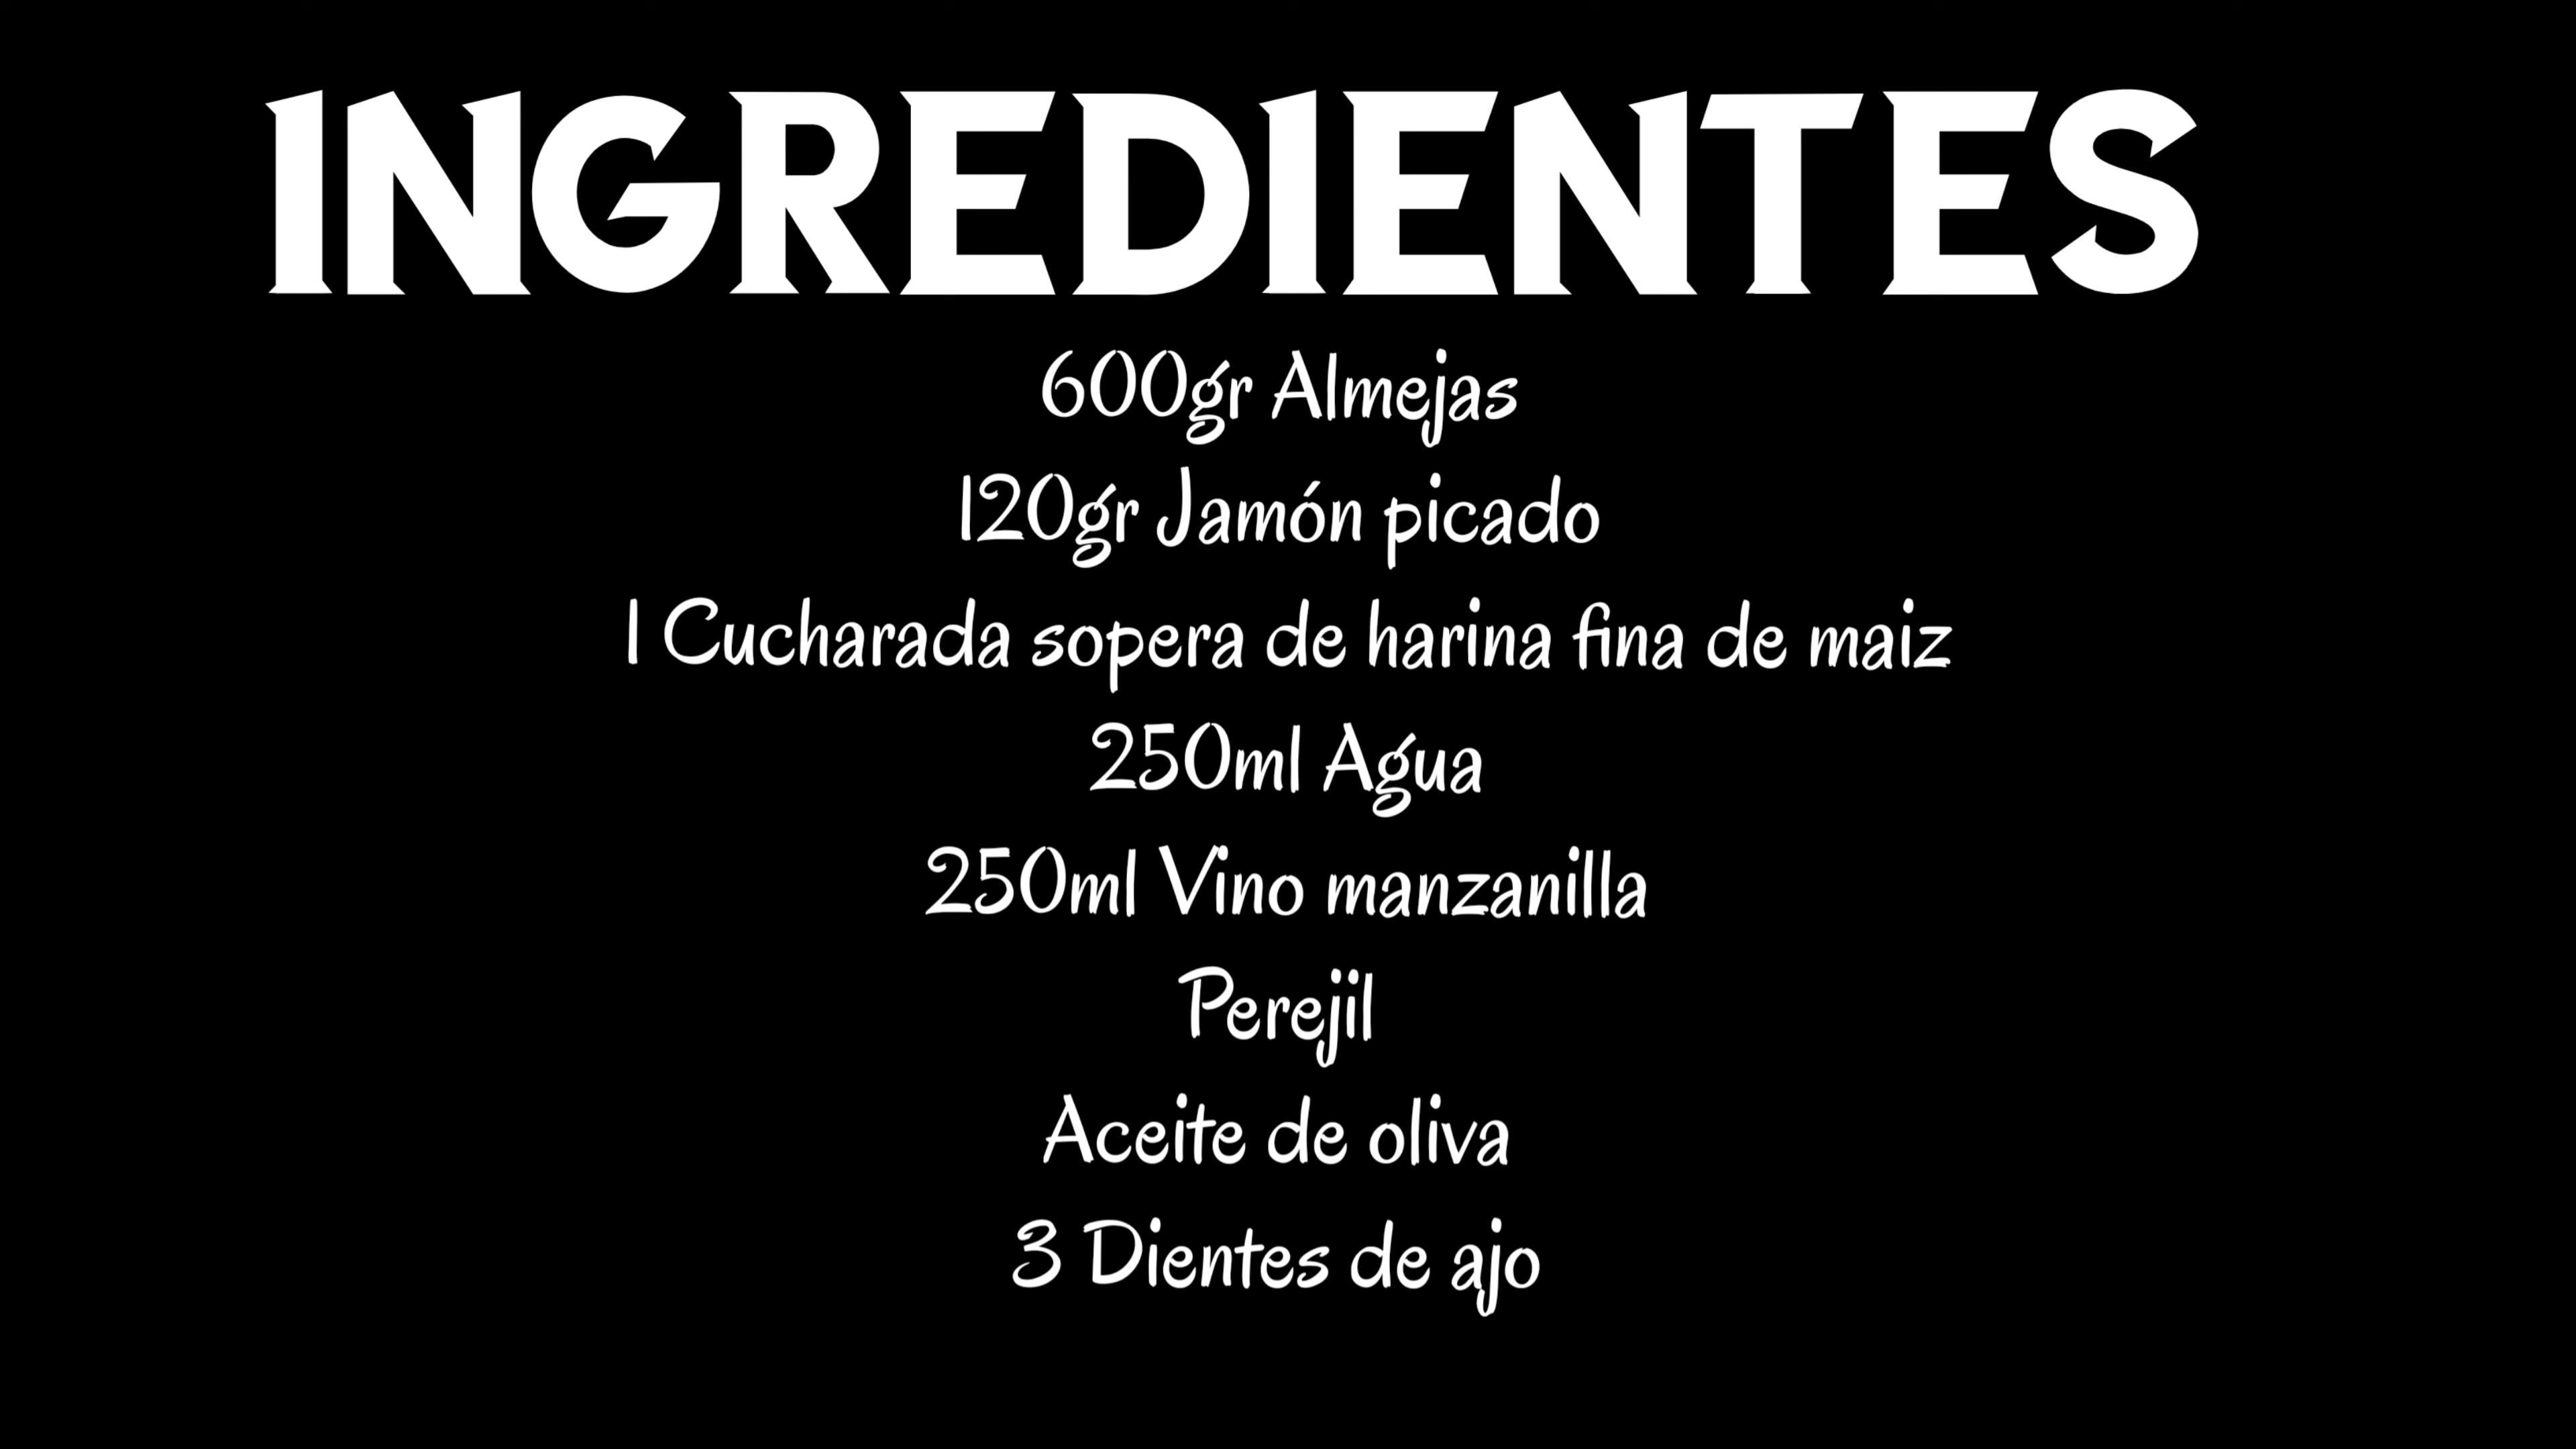 INGREDIENTES
600gr Almejas
120gr Jamón picado
1 Cucharada sopera de harina fina de maiz
250ml Agua
250ml Vino manzanilla
Perejil
Aceite de oliva
3 Dientes de ajo